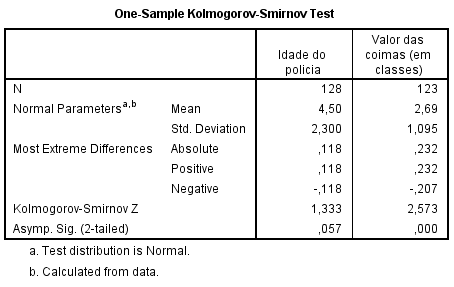 One-Sample Kolmogorov-Smirnov Test
Idade do policia Valor das coimas (em classes)
N 128 123
Normal Parametersa,b Mean 4,50 2,69
Std. Deviation 2,300 1,095
Most Extreme Differences Absolute ,118 ,232
Positive ,118 ,232
Negative -,118 -,207
Kolmogorov-Smirnov Z 1,333 2,573
Asymp. Sig. (2-tailed) ,057 ,000
a. Test distribution is Normal.
b. Calculated from data.